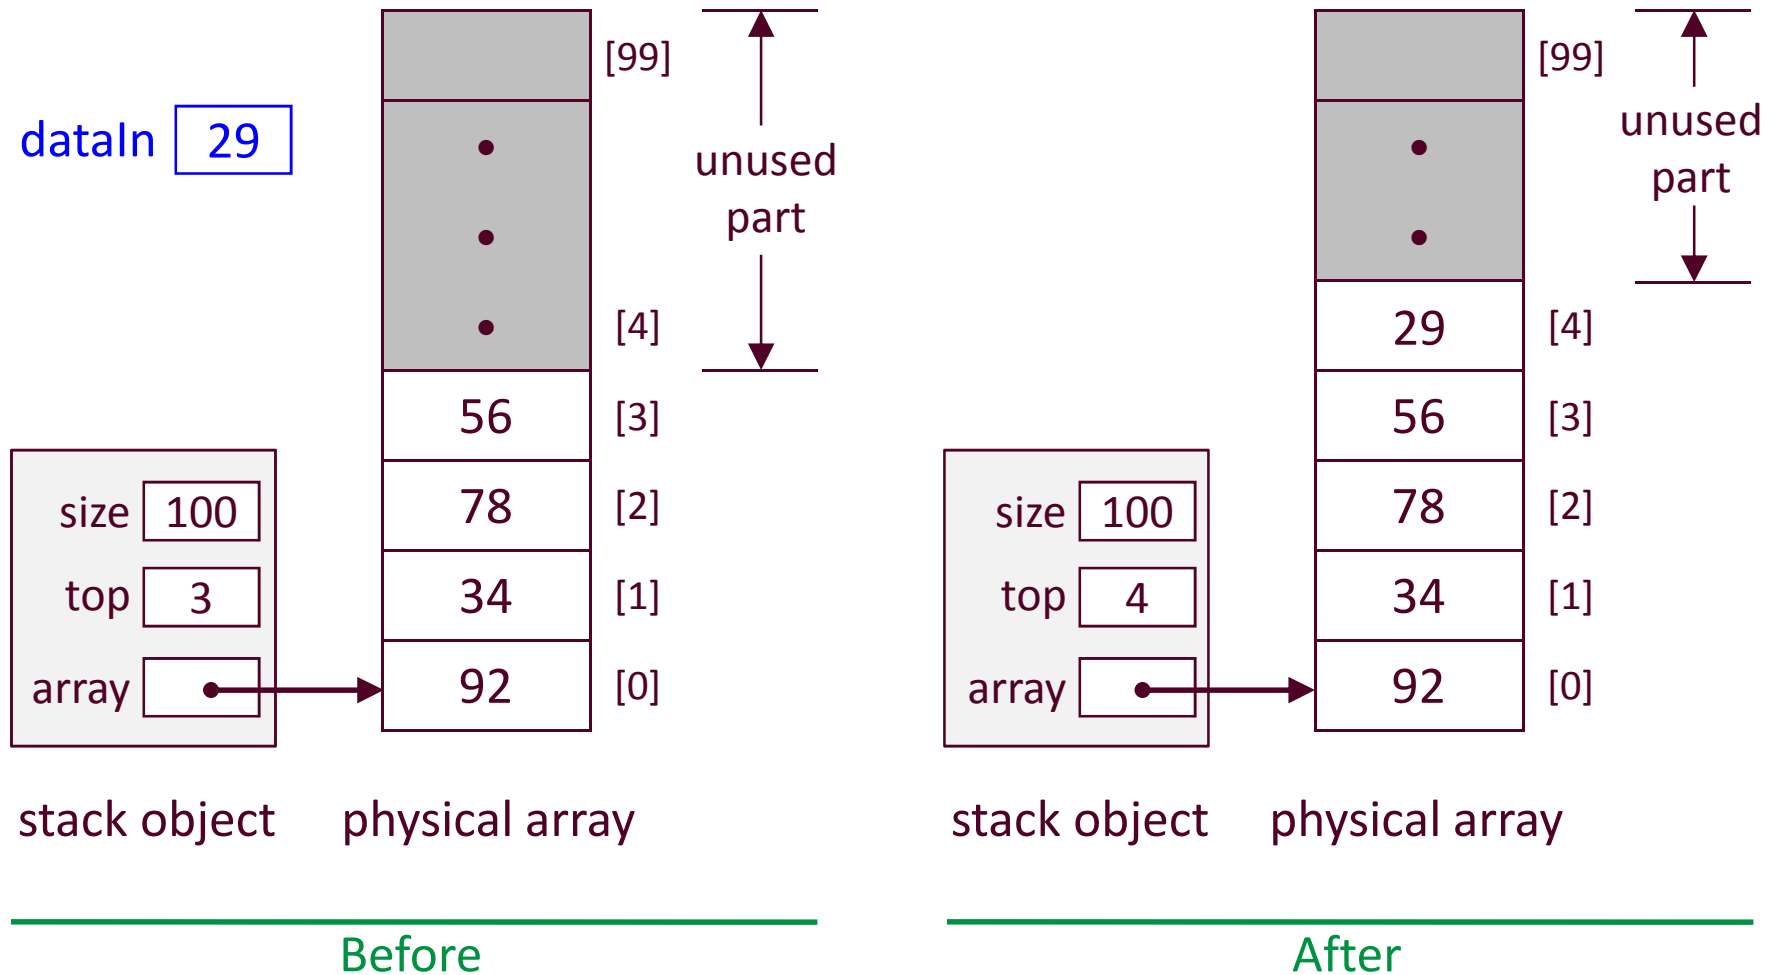 dataIn 29
[99]
unused
part
[4]
56 [3]
78 [2]
34 [1]
92 [0]
size 100
top 3
array
stack object
physical array
Before
[99]
unused
part
29 [4]
56 [3]
78 [2]
34 [1]
92 [0]
size 100
top 4
array
stack object
physical array
After